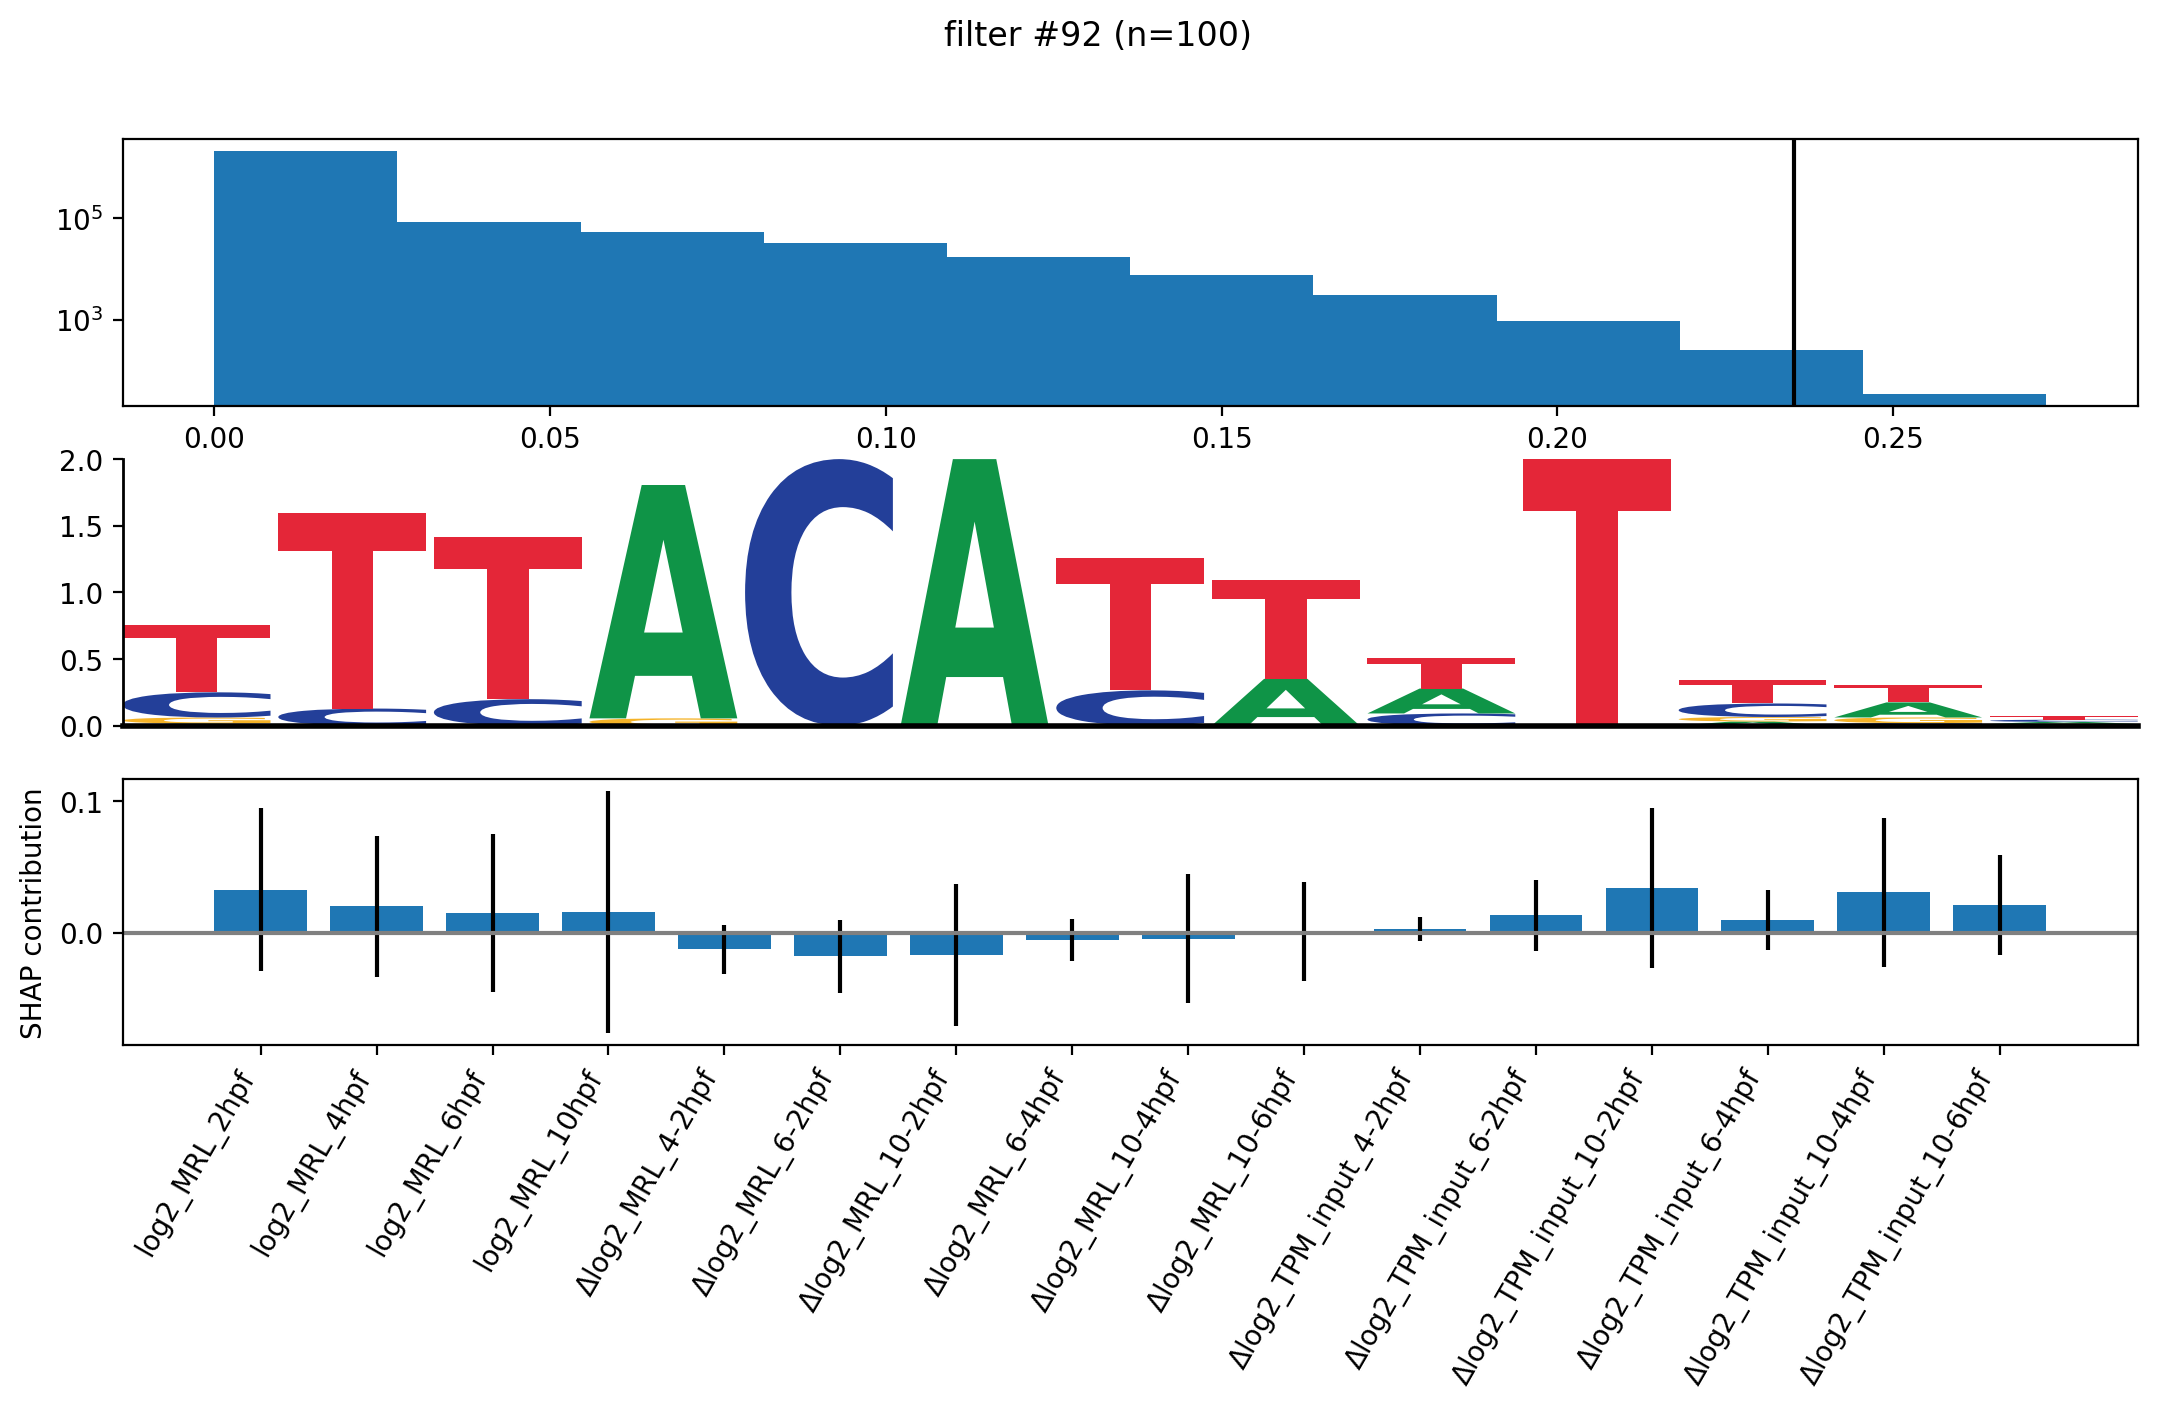 filter #92 (n=100)
10^5
10^3
0.00 0.05 0.10 0.15 0.20 0.25
2.0
1.5
1.0
0.5
0.0
T T T A C A T T T T T T T
C C C G C A A C A C
G A C G G
SHAP contribution
0.1
0.0
log2_MRL_2hpf
log2_MRL_4hpf
log2_MRL_6hpf
log2_MRL_10hpf
Δlog2_MRL_4-2hpf
Δlog2_MRL_6-2hpf
Δlog2_MRL_10-2hpf
Δlog2_MRL_6-4hpf
Δlog2_MRL_10-4hpf
Δlog2_MRL_10-6hpf
Δlog2_TPM_input_4-2hpf
Δlog2_TPM_input_6-2hpf
Δlog2_TPM_input_10-2hpf
Δlog2_TPM_input_6-4hpf
Δlog2_TPM_input_10-4hpf
Δlog2_TPM_input_10-6hpf